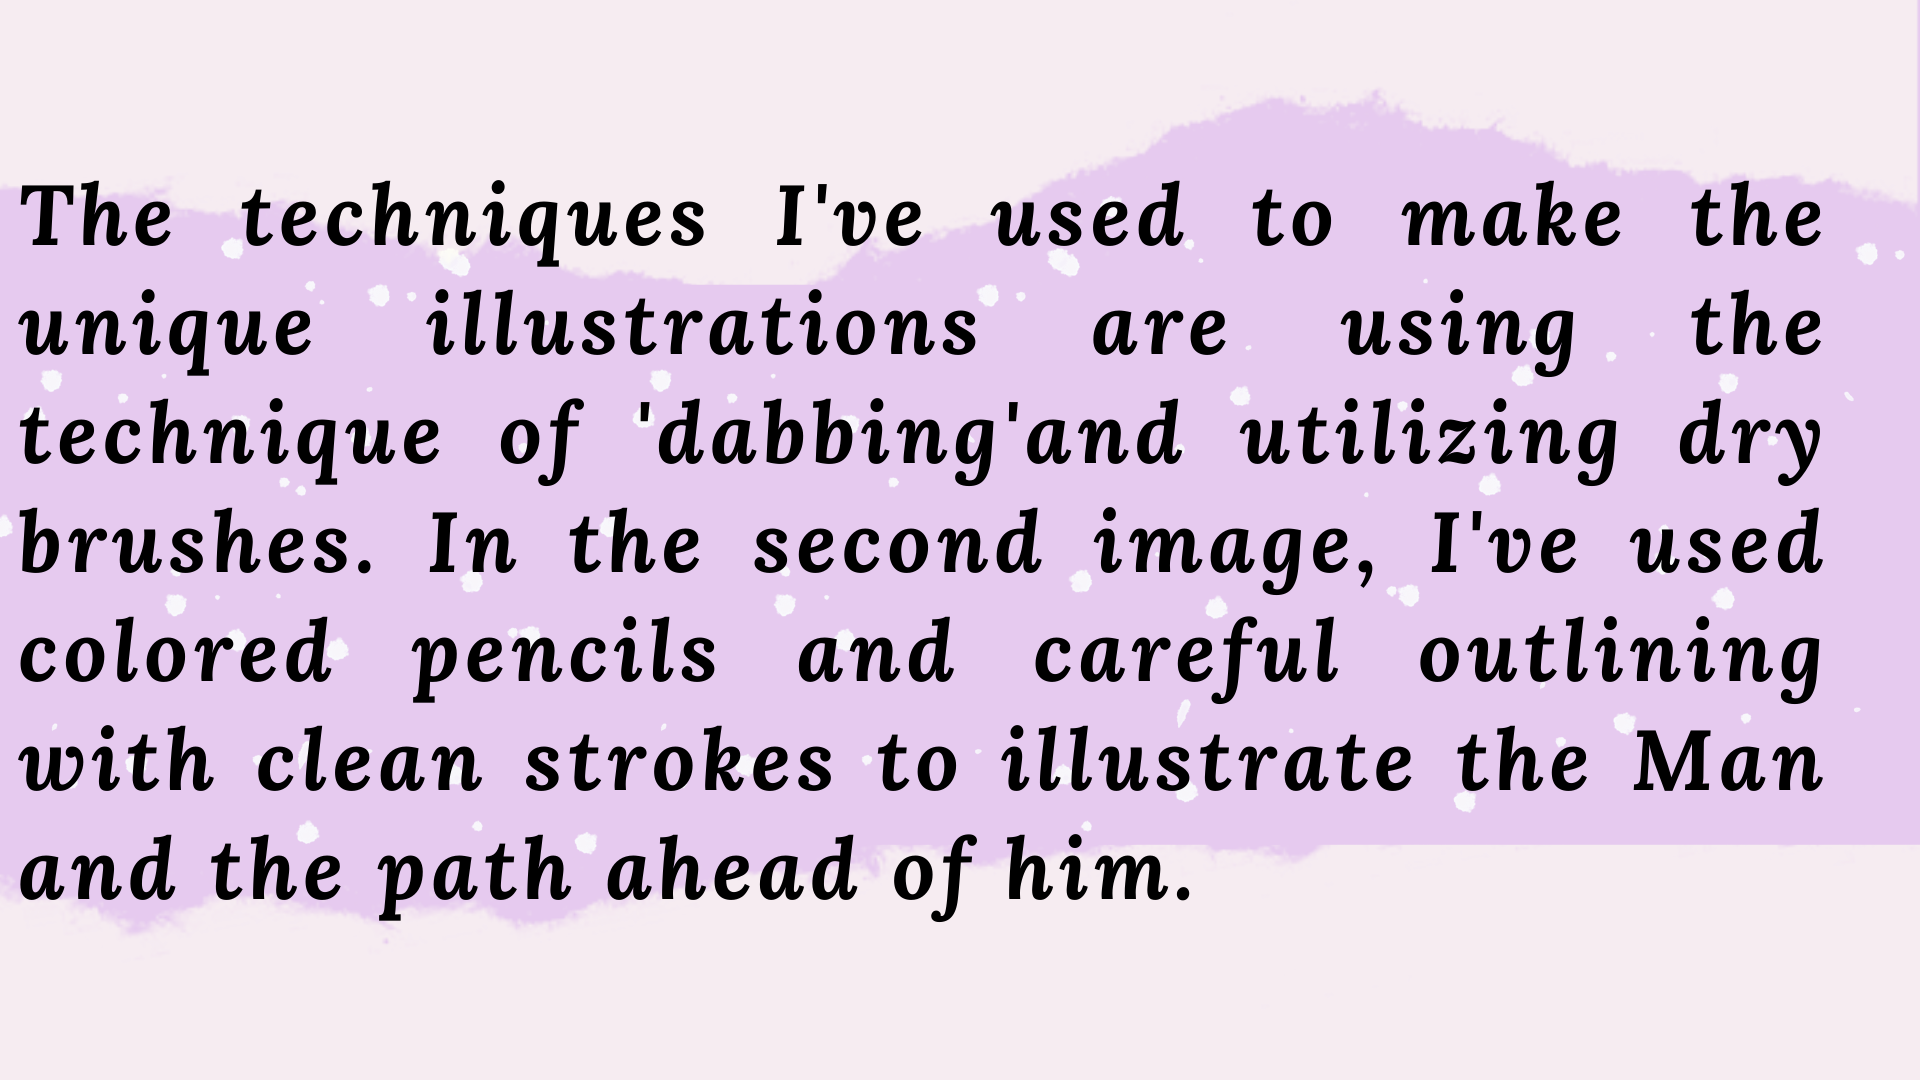 The techniques I've used to make the
unique illustrations are using the
technique of 'dabbing'and utilizing dry
brushes. In the second image, I've used
colored pencils and careful outlining
with clean strokes to illustrate the Man
and the path ahead of him.